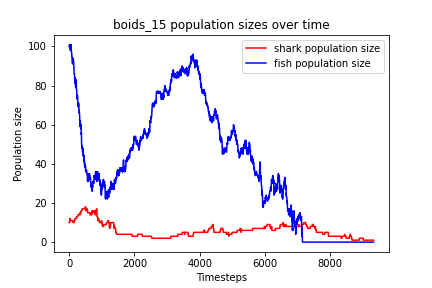 boids_15 population sizes over time
shark population size
fish population size
100
80
60
40
20
0
Population size
0
2000
4000
6000
8000
Timesteps